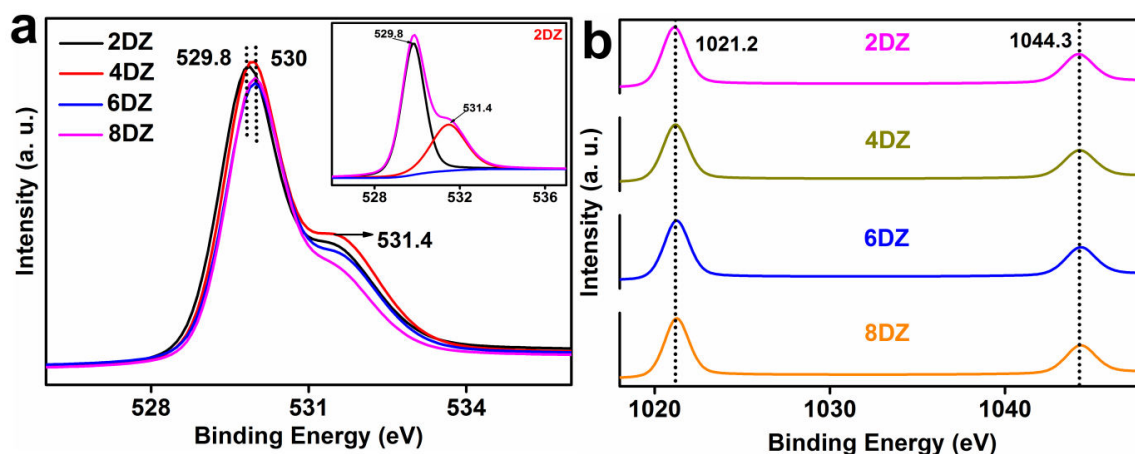 a
2DZ
4DZ
6DZ
8DZ
529.8
530
531.4
Intensity (a. u.)
528
531
534
Binding Energy (eV)
2DZ
529.8
531.4
528
532
536
b
1021.2
2DZ
1044.3
4DZ
6DZ
8DZ
Intensity (a. u.)
1020
1030
1040
Binding Energy (eV)